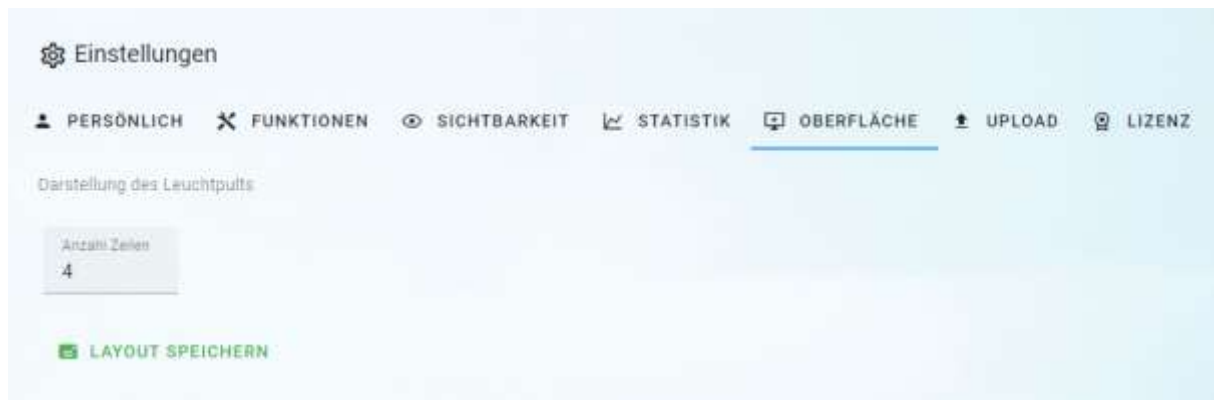 Einstellungen
PERSÖNLICH FUNKTIONEN SICHTBARKEIT STATISTIK OBERFLÄCHE UPLOAD LIZENZ
Darstellung des Leuchtpults
Anzahl Zeilen
4
LAYOUT SPEICHERN